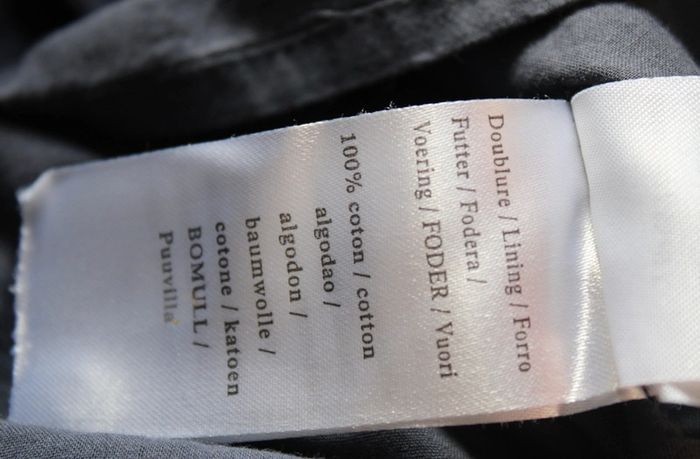 Doublure / Lining / Forro
Futter / Fodera /
Voering / FODER / Vuori
100% coton / cotton
algodao /
algodon /
baumwolle /
cotone / katoen
BOMULL /
Puuvilla